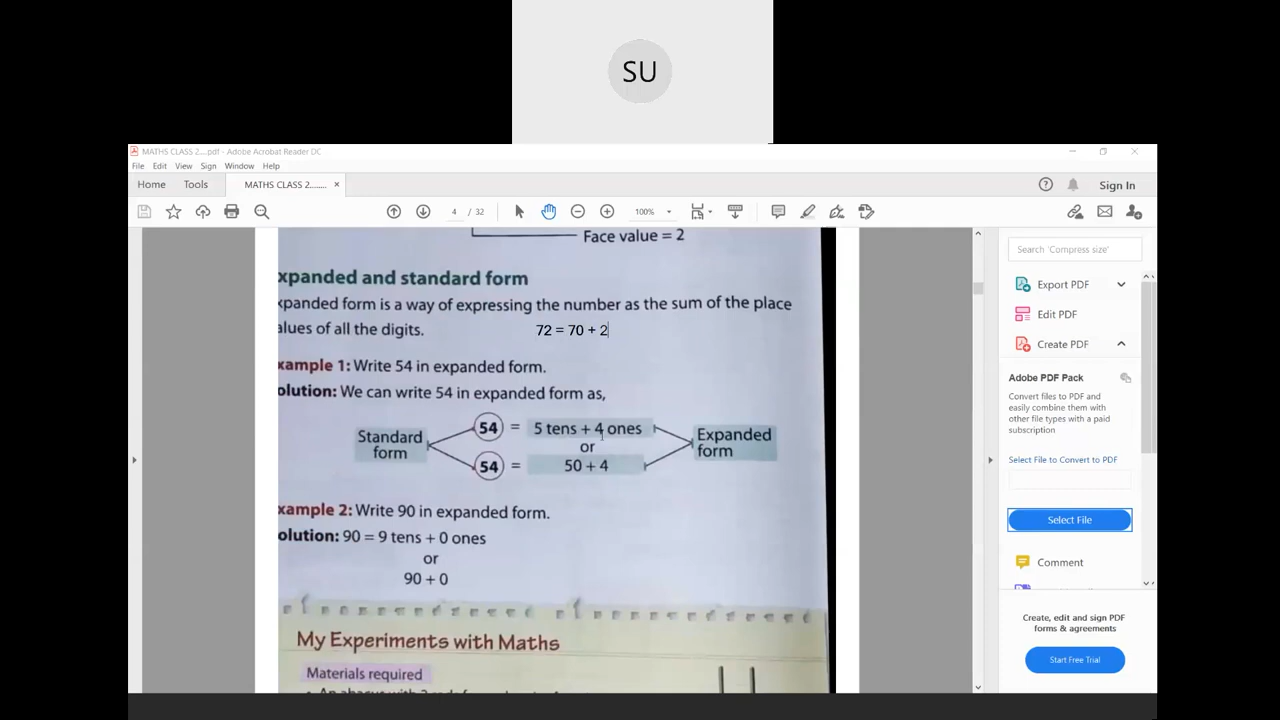 SU
MATHS CLASS 2....pdf - Adobe Acrobat Reader DC
File Edit View Sign Window Help
Home Tools MATHS CLASS 2........ × Sign In
4 / 32 100%
Search 'Compress size'
Export PDF
Edit PDF
Create PDF
Adobe PDF Pack
Convert files to PDF and
easily combine them with
other file types with a
paid subscription
Select File to Convert to PDF
Select File
Comment
Create, edit and sign PDF
forms & agreements
Start Free Trial
Face value = 2
xpanded and standard form
xpanded form is a way of expressing the number as the sum of the place
alues of all the digits. 72 = 70 + 2
xample 1: Write 54 in expanded form.
olution: We can write 54 in expanded form as,
Standard
form
54 = 5 tens + 4 ones
or
54 = 50 + 4
Expanded
form
xample 2: Write 90 in expanded form.
olution: 90 = 9 tens + 0 ones
or
90 + 0
My Experiments with Maths
Materials required